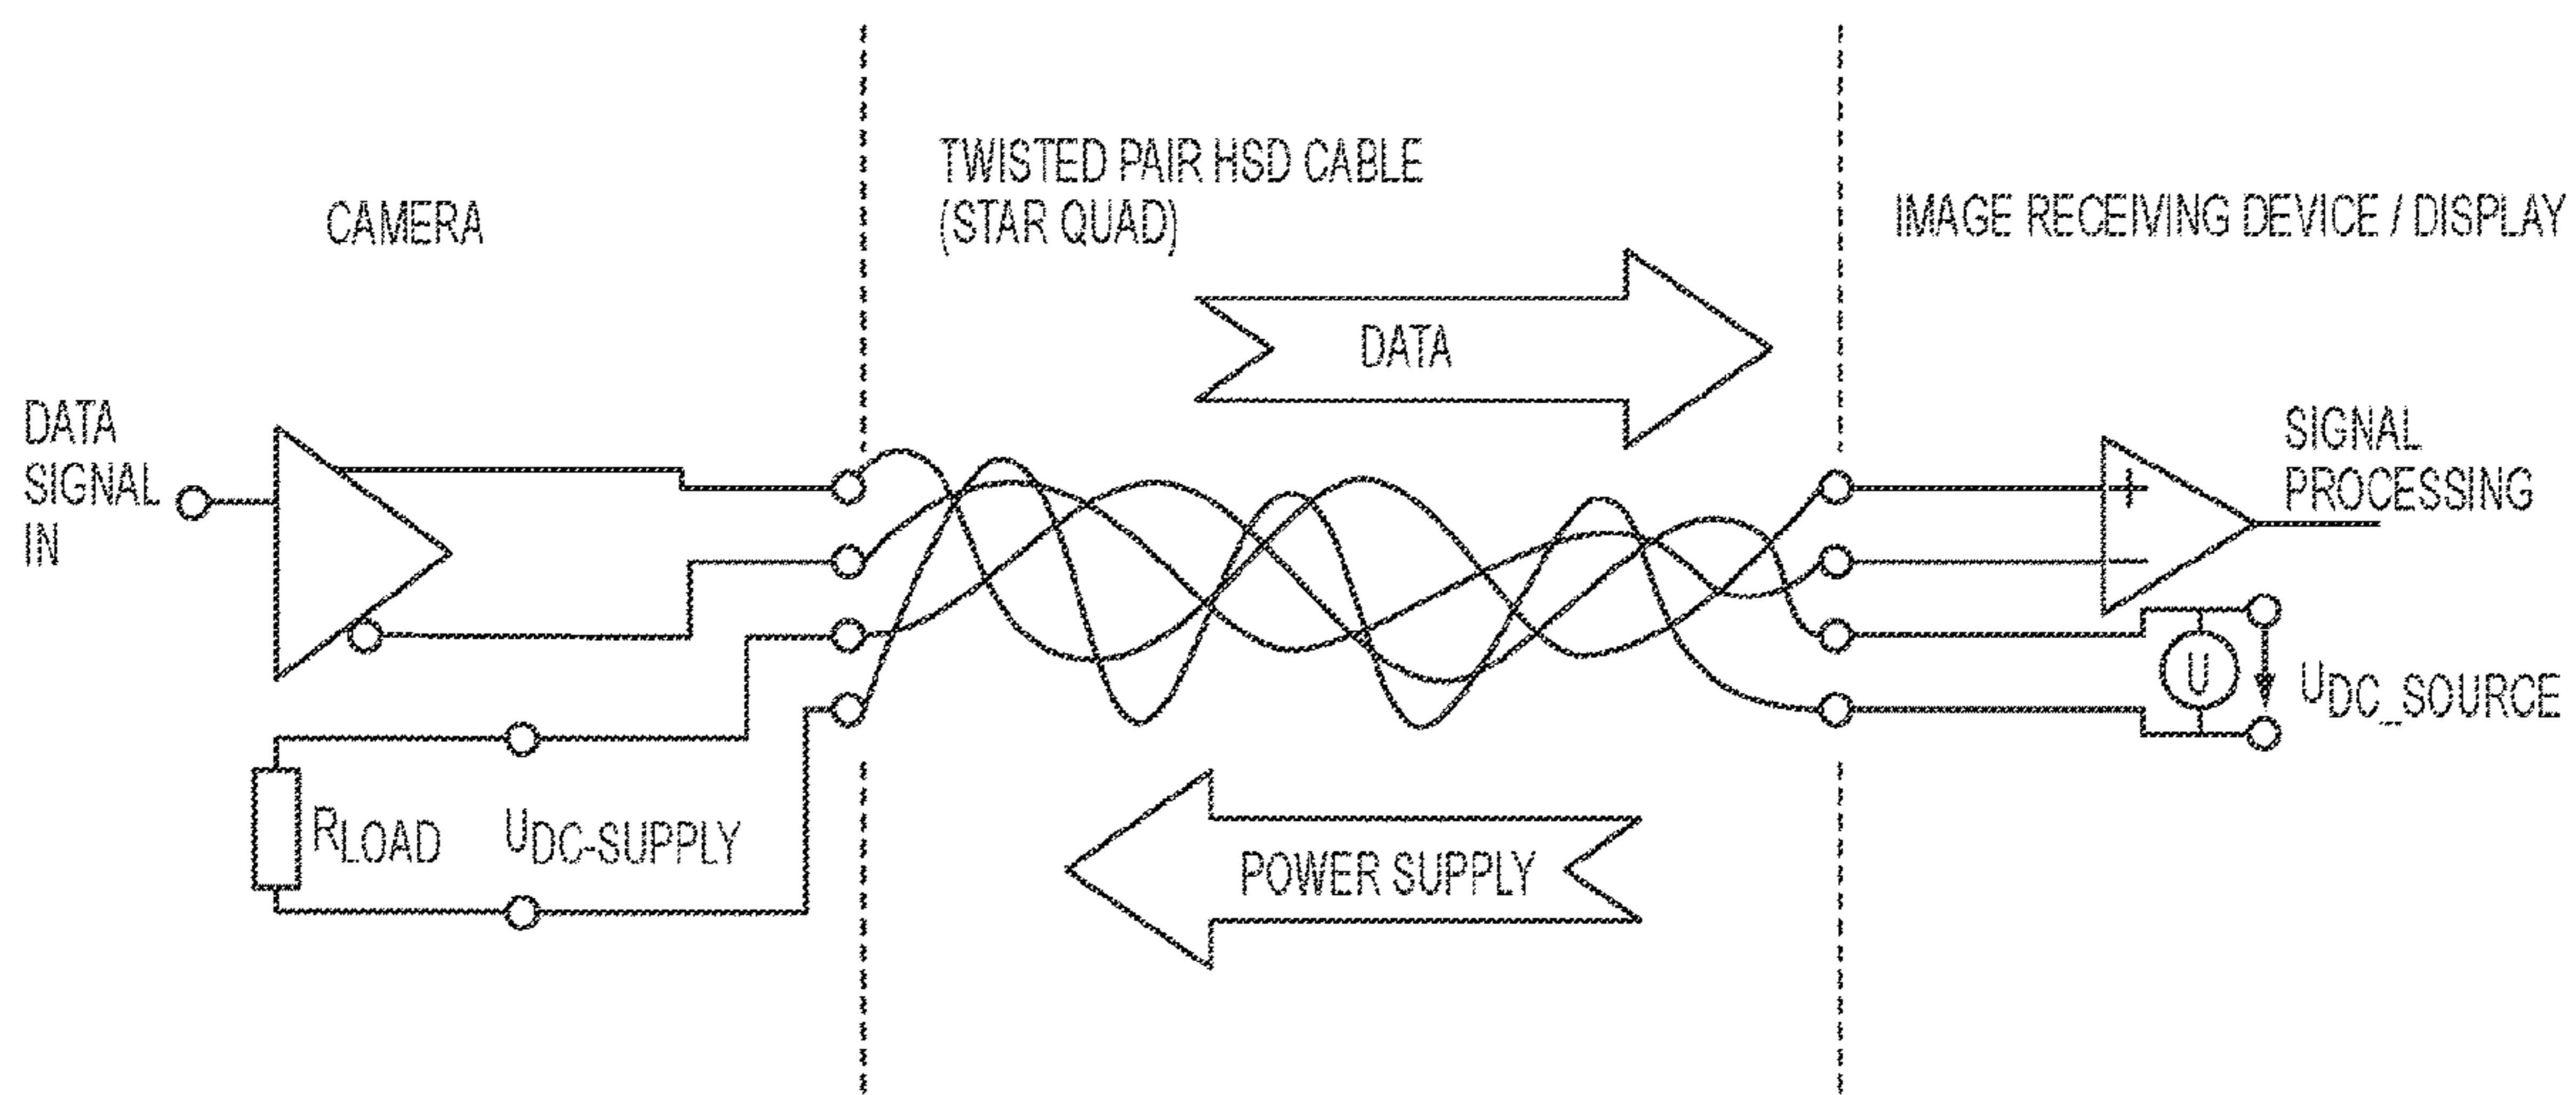 TWISTED PAIR HSD CABLE
(STAR QUAD)
CAMERA
IMAGE RECEIVING DEVICE / DISPLAY
DATA
DATA
SIGNAL
IN
SIGNAL
PROCESSING
+
−
U
UDC_SOURCE
RLOAD
UDC-SUPPLY
POWER SUPPLY